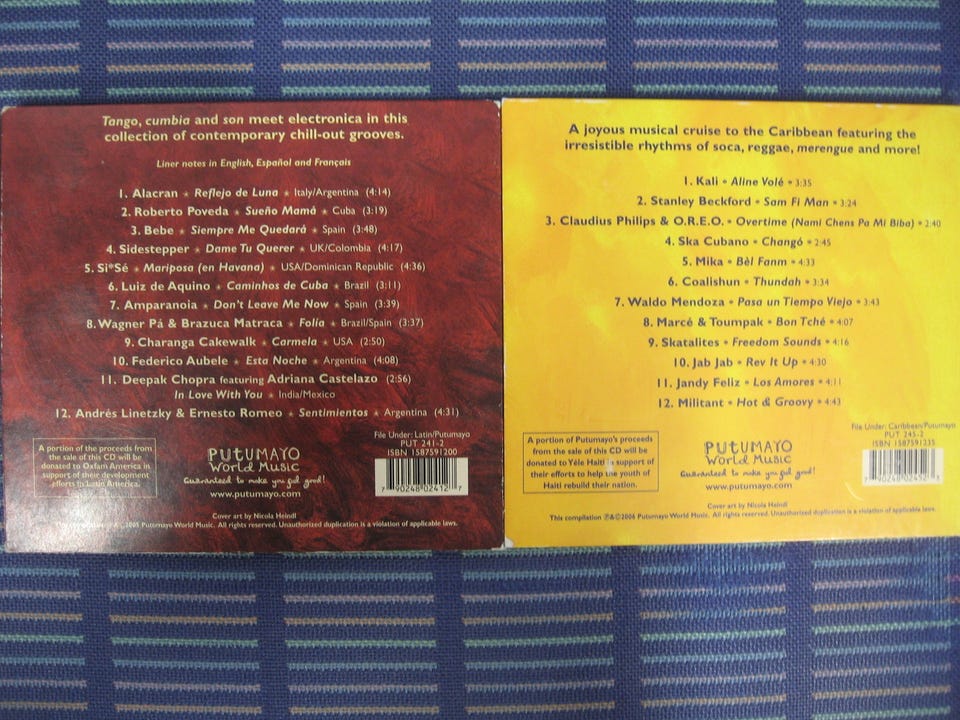 Tango, cumbia and son meet electronica in this
collection of contemporary chill-out grooves.
Liner notes in English, Español and Français
1. Alacran ★ Reflejo de Luna ★ Italy/Argentina (4:14)
2. Roberto Poveda ★ Sueño Mamá ★ Cuba (3:19)
3. Bebe ★ Siempre Me Quedará ★ Spain (3:48)
4. Sidestepper ★ Dame Tu Querer ★ UK/Colombia (4:17)
5. Si*Sé ★ Mariposa (en Havana) ★ USA/Dominican Republic (4:36)
6. Luiz de Aquino ★ Caminhos de Cuba ★ Brazil (3:11)
7. Amparanoia ★ Don't Leave Me Now ★ Spain (3:39)
8. Wagner Pá & Brazuca Matraca ★ Folia ★ Brazil/Spain (3:37)
9. Charanga Cakewalk ★ Carmela ★ USA (2:50)
10. Federico Aubele ★ Esta Noche ★ Argentina (4:08)
11. Deepak Chopra featuring Adriana Castelazo (2:56)
In Love With You ★ India/Mexico
12. Andrés Linetzky & Ernesto Romeo ★ Sentimientos ★ Argentina (4:31)
A portion of the proceeds from
the sale of this CD will be
donated to Oxfam America in
support of their development
efforts in Latin America.
PUTUMAYO
World Music
Guaranteed to make you feel good!
www.putumayo.com
File Under: Latin/Putumayo
PUT 241-2
ISBN 1587591200
7 90248 02412 7
Cover art by Nicola Heindl
This compilation ℗&© 2005 Putumayo World Music. All rights reserved. Unauthorized duplication is a violation of applicable laws.
A joyous musical cruise to the Caribbean featuring the
irresistible rhythms of soca, reggae, merengue and more!
1. Kali • Aline Volé • 3:35
2. Stanley Beckford • Sam Fi Man • 3:24
3. Claudius Philips & O.R.E.O. • Overtime (Nami Chens Pa Mi Biba) • 2:40
4. Ska Cubano • Changó • 2:45
5. Mika • Bèl Fanm • 4:33
6. Coalishun • Thundah • 3:34
7. Waldo Mendoza • Pasa un Tiempo Viejo • 3:43
8. Marcé & Toumpak • Bon Tché • 4:07
9. Skatalites • Freedom Sounds • 4:16
10. Jab Jab • Rev It Up • 4:30
11. Jandy Feliz • Los Amores • 4:11
12. Militant • Hot & Groovy • 4:43
A portion of Putumayo's proceeds
from the sale of this CD will be
donated to Yéle Haiti in support of
their efforts to help the youth of
Haiti rebuild their nation.
PUTUMAYO
World Music
Guaranteed to make you feel good!
www.putumayo.com
File Under: Caribbean/Putumayo
PUT 245-2
ISBN 1587591235
7 90248 02452
Cover art by Nicola Heindl
This compilation ℗&©2006 Putumayo World Music. All rights reserved. Unauthorized duplication is a violation of applicable laws.